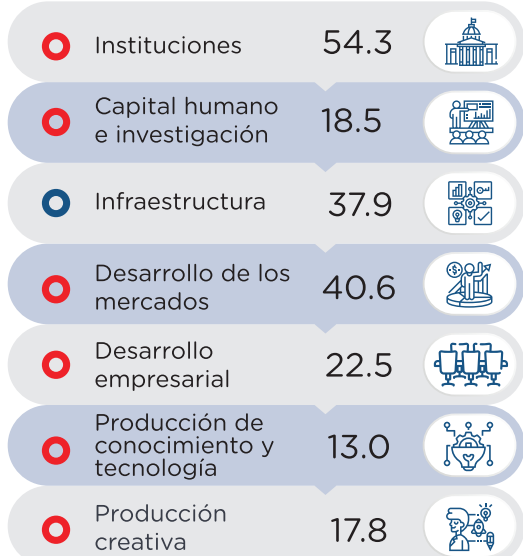 Instituciones 54.3
Capital humano
e investigación 18.5
Infraestructura 37.9
Desarrollo de los
mercados 40.6
Desarrollo
empresarial 22.5
Producción de
conocimiento y
tecnología 13.0
Producción
creativa 17.8